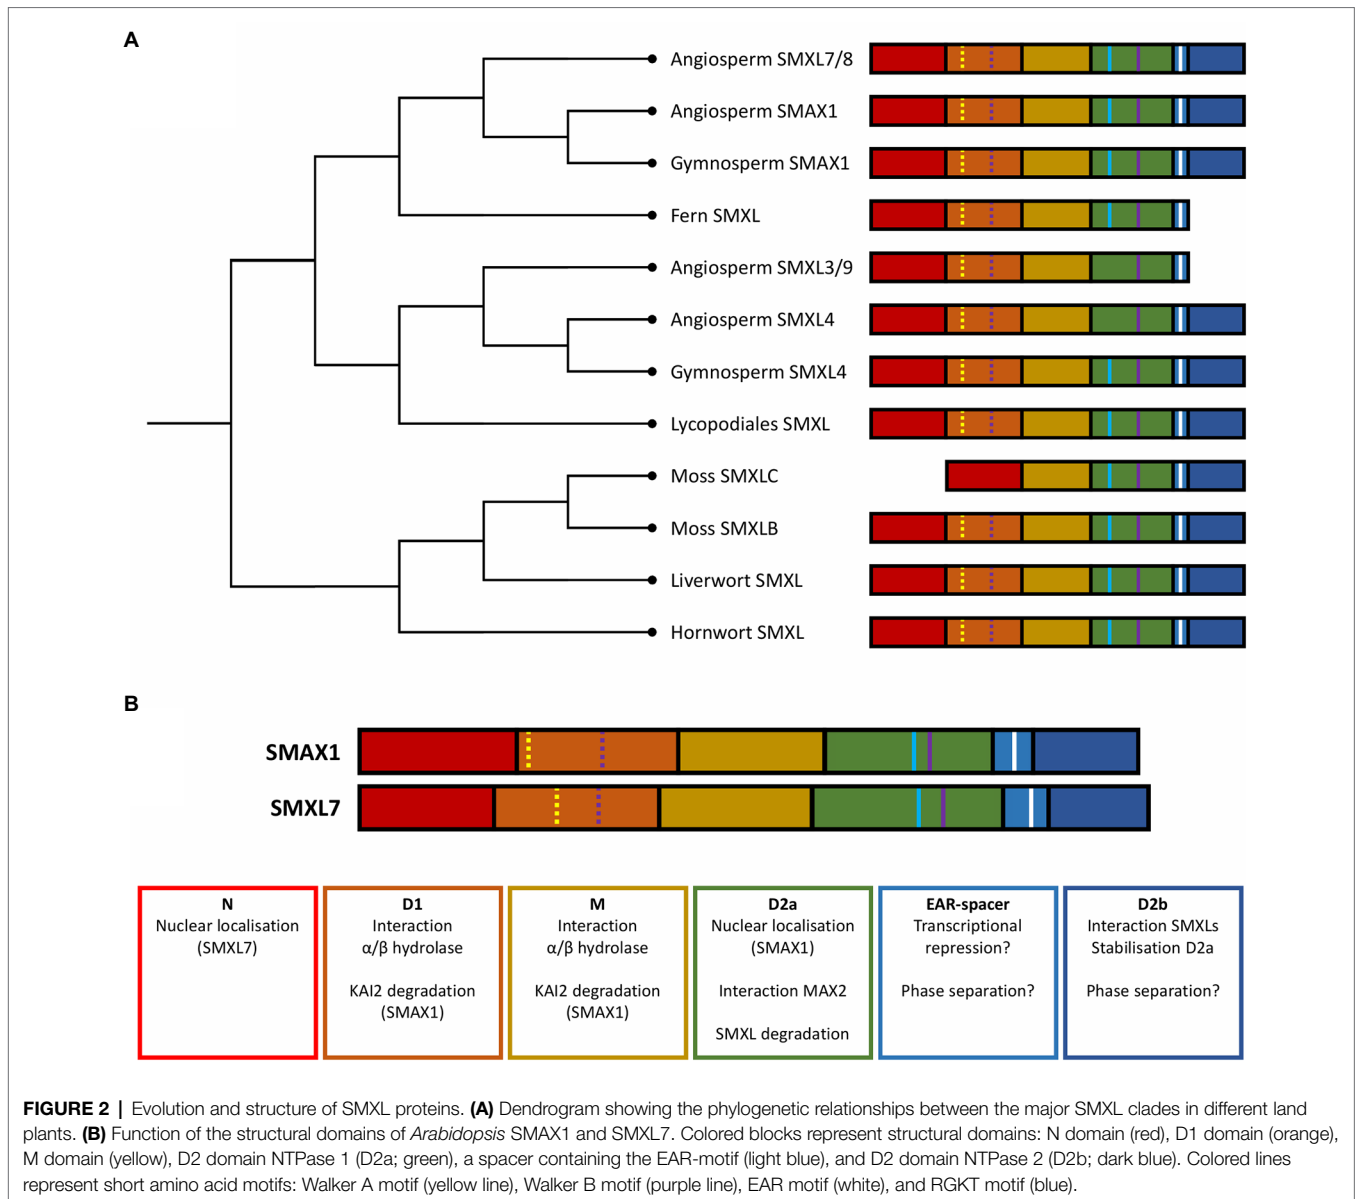 A
Angiosperm SMXL7/8
Angiosperm SMAX1
Gymnosperm SMAX1
Fern SMXL
Angiosperm SMXL3/9
Angiosperm SMXL4
Gymnosperm SMXL4
Lycopodiales SMXL
Moss SMXLC
Moss SMXLB
Liverwort SMXL
Hornwort SMXL
B
SMAX1
SMXL7
N
Nuclear localisation
(SMXL7)
D1
Interaction
α/β hydrolase
KAI2 degradation
(SMAX1)
M
Interaction
α/β hydrolase
KAI2 degradation
(SMAX1)
D2a
Nuclear localisation
(SMAX1)
Interaction MAX2
SMXL degradation
EAR-spacer
Transcriptional
repression?
Phase separation?
D2b
Interaction SMXLs
Stabilisation D2a
Phase separation?
FIGURE 2 | Evolution and structure of SMXL proteins. (A) Dendrogram showing the phylogenetic relationships between the major SMXL clades in different land
plants. (B) Function of the structural domains of Arabidopsis SMAX1 and SMXL7. Colored blocks represent structural domains: N domain (red), D1 domain (orange),
M domain (yellow), D2 domain NTPase 1 (D2a; green), a spacer containing the EAR-motif (light blue), and D2 domain NTPase 2 (D2b; dark blue). Colored lines
represent short amino acid motifs: Walker A motif (yellow line), Walker B motif (purple line), EAR motif (white), and RGKT motif (blue).